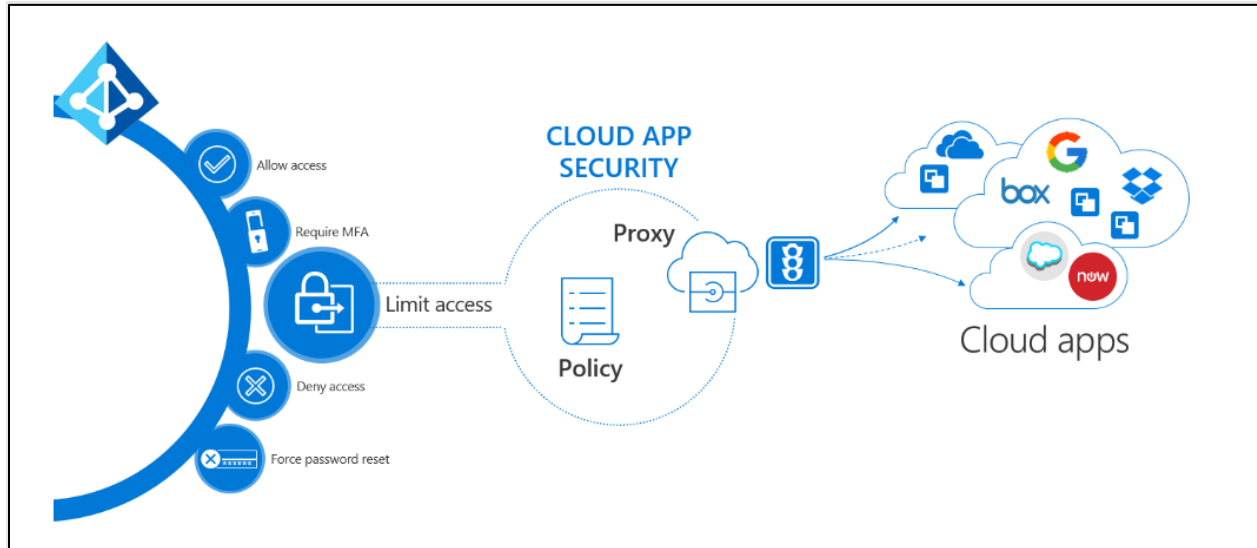 Allow access
Require MFA
Limit access
Deny access
******
Force password reset
CLOUD APP
SECURITY
Proxy
Policy
G
box
now
Cloud apps